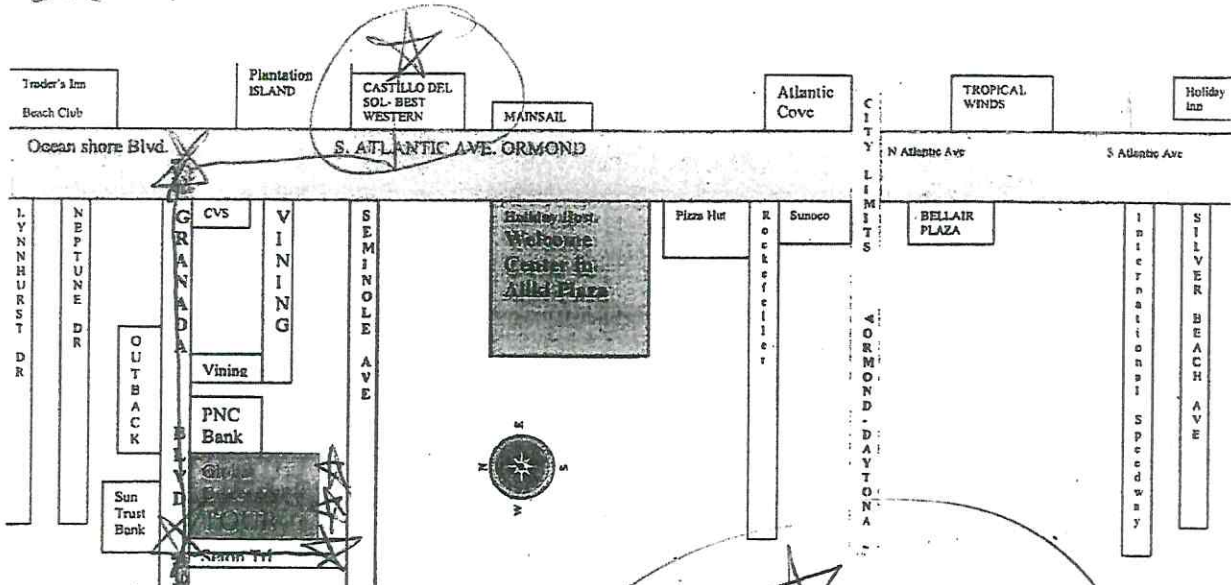 Trader's Inn
Beach Club
Plantation
ISLAND
CASTILLO DEL
SOL- BEST
WESTERN
MAINSAIL
Atlantic
Cove
TROPICAL
WINDS
Holiday
Inn
Ocean shore Blvd.
S. ATLANTIC AVE. ORMOND
N Atlantic Ave
S Atlantic Ave
CITY LIMITS
ORMOND-DAYTONA
LYNNHURST DR
NEPTUNE DR
GRANADA BLVD
CVS
VINING
SEMINOLE AVE
Holiday Host
Welcome
Center In
Pizza Hut
Rockefeller
Sunoco
BELLAIR
PLAZA
International Speedway
SILVER BEACH AVE
OUTBACK
Vining
PNC
Bank
Sun
Trust
Bank
TOUR
N
E
S
W